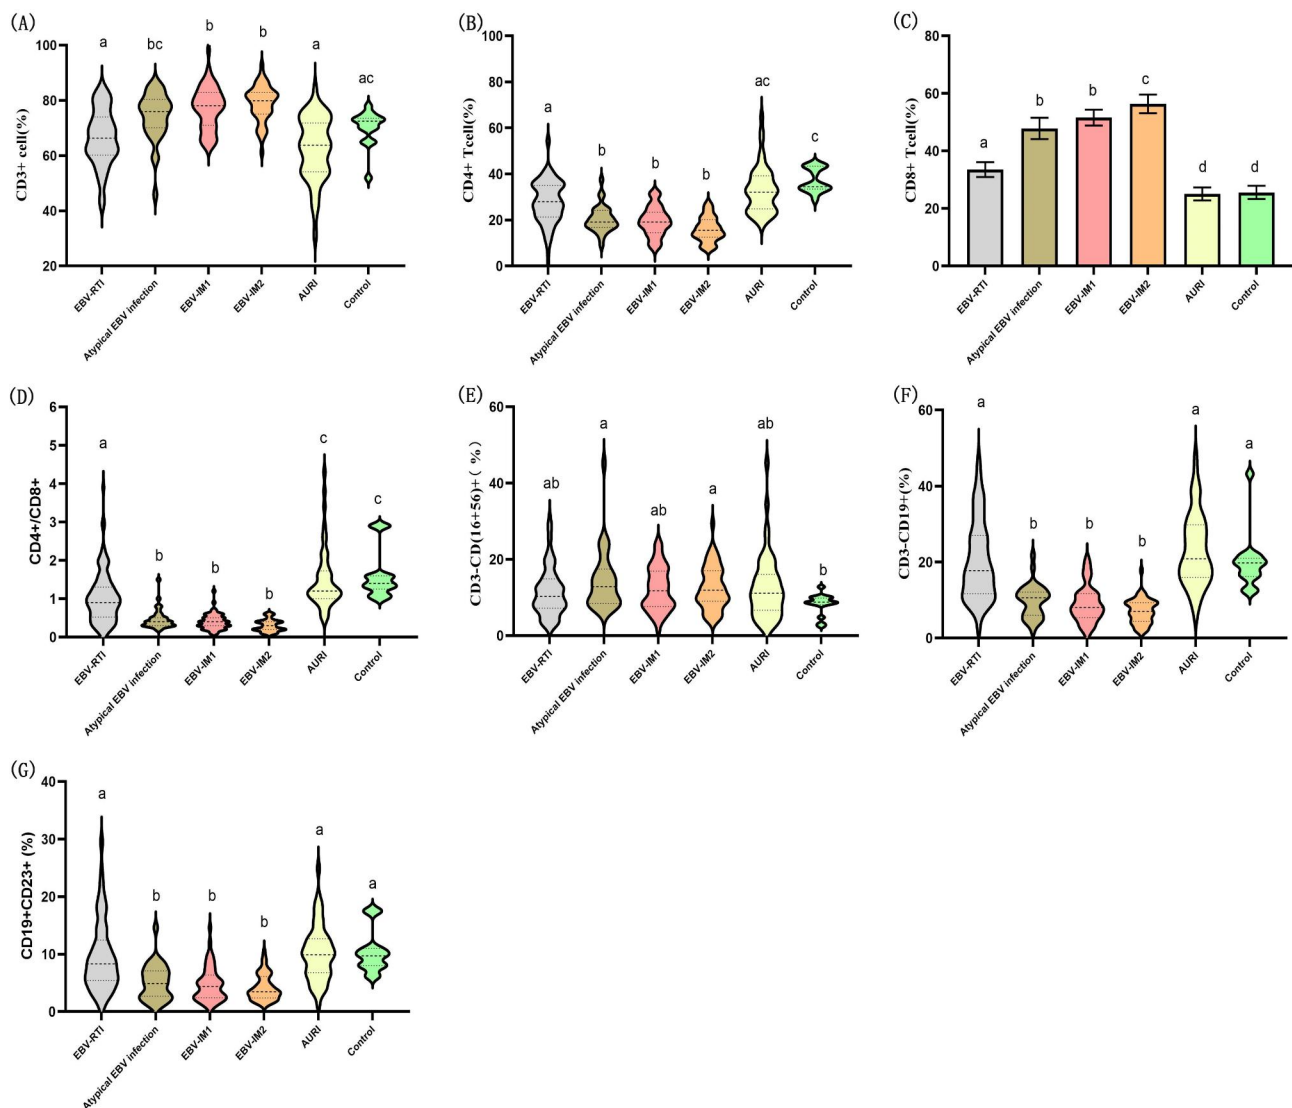 (A)
CD3+ cell(%)
100
80
60
40
20
a
bc
b
b
a
ac
EBV-RTI
Atypical EBV infection
EBV-IM1
EBV-IM2
AURI
Control
(B)
CD4+ Tcell(%)
100
80
60
40
20
0
a
b
b
b
ac
c
EBV-RTI
Atypical EBV infection
EBV-IM1
EBV-IM2
AURI
Control
(C)
CD8+ Tcell(%)
80
60
40
20
0
a
b
b
c
d
d
EBV-RTI
Atypical EBV infection
EBV-IM1
EBV-IM2
AURI
Control
(D)
CD4+/CD8+
6
5
4
3
2
1
0
a
b
b
b
c
c
EBV-RTI
Atypical EBV infection
EBV-IM1
EBV-IM2
AURI
Control
(E)
CD3-CD(16+56)+( %)
60
40
20
0
ab
a
ab
a
ab
b
EBV-RTI
Atypical EBV infection
EBV-IM1
EBV-IM2
AURI
Control
(F)
CD3-CD19+(%)
60
40
20
0
a
b
b
b
a
a
EBV-RTI
Atypical EBV infection
EBV-IM1
EBV-IM2
AURI
Control
(G)
CD19+CD23+ (%)
40
30
20
10
0
a
b
b
b
a
a
EBV-RTI
Atypical EBV infection
EBV-IM1
EBV-IM2
AURI
Control